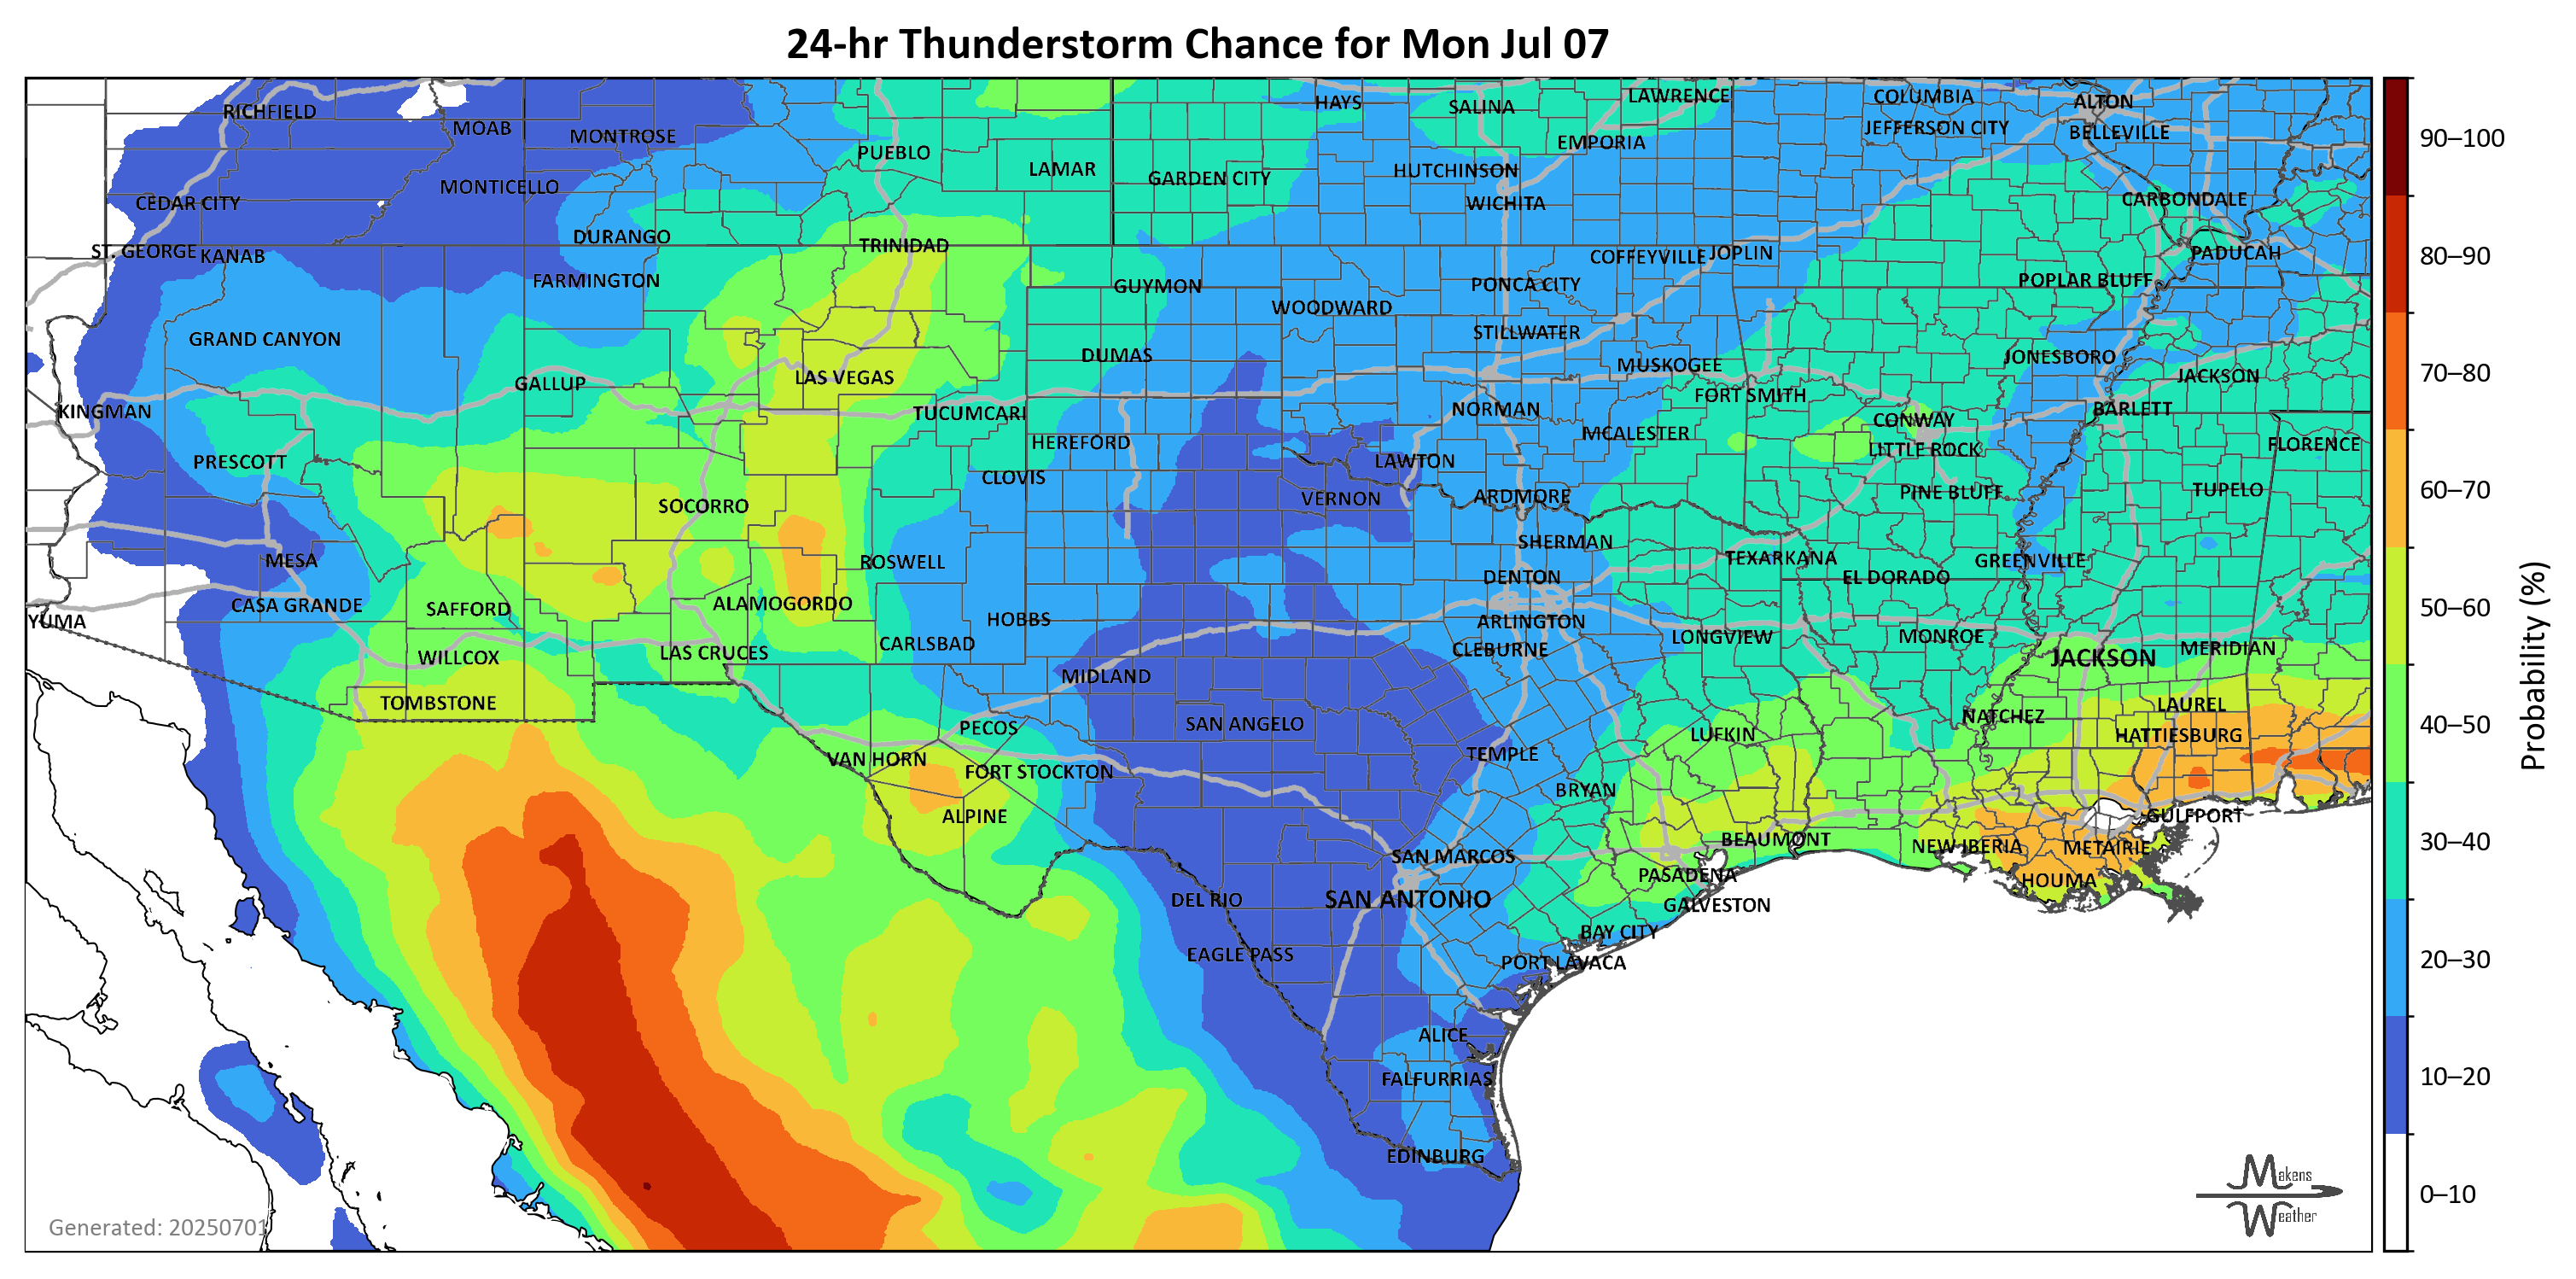 24-hr Thunderstorm Chance for Mon Jul 07
RICHFIELD
MOAB
MONTROSE
PUEBLO
LAMAR
HAYS
SALINA
LAWRENCE
COLUMBIA
ALTON
EMPORIA
JEFFERSON CITY
BELLEVILLE
90–100
MONTICELLO
GARDEN CITY
HUTCHINSON
CEDAR CITY
WICHITA
CARBONDALE
DURANGO
TRINIDAD
ST. GEORGE
KANAB
COFFEYVILLE
JOPLIN
PADUCAH
80–90
FARMINGTON
GUYMON
PONCA CITY
POPLAR BLUFF
WOODWARD
GRAND CANYON
DUMAS
STILLWATER
JONESBORO
GALLUP
LAS VEGAS
MUSKOGEE
JACKSON
70–80
KINGMAN
TUCUMCARI
NORMAN
FORT SMITH
CONWAY
BARLETT
PRESCOTT
HEREFORD
LAWTON
MCALESTER
LITTLE ROCK
FLORENCE
CLOVIS
VERNON
ARDMORE
PINE BLUFF
TUPELO
60–70
SOCORRO
SHERMAN
MESA
ROSWELL
TEXARKANA
GREENVILLE
DENTON
EL DORADO
CASA GRANDE
SAFFORD
ALAMOGORDO
YUMA
HOBBS
ARLINGTON
50–60
WILLCOX
LAS CRUCES
CARLSBAD
CLEBURNE
LONGVIEW
MONROE
JACKSON
MERIDIAN
MIDLAND
TOMBSTONE
PECOS
SAN ANGELO
LUFKIN
NATCHEZ
LAUREL
HATTIESBURG
40–50
Probability (%)
VAN HORN
FORT STOCKTON
TEMPLE
BRYAN
ALPINE
GULFPORT
SAN MARCOS
BEAUMONT
NEW IBERIA
METAIRIE
30–40
DEL RIO
SAN ANTONIO
PASADENA
HOUMA
GALVESTON
BAY CITY
EAGLE PASS
PORT LAVACA
20–30
ALICE
FALFURRIAS
10–20
EDINBURG
Makens
Weather
0–10
Generated: 20250701